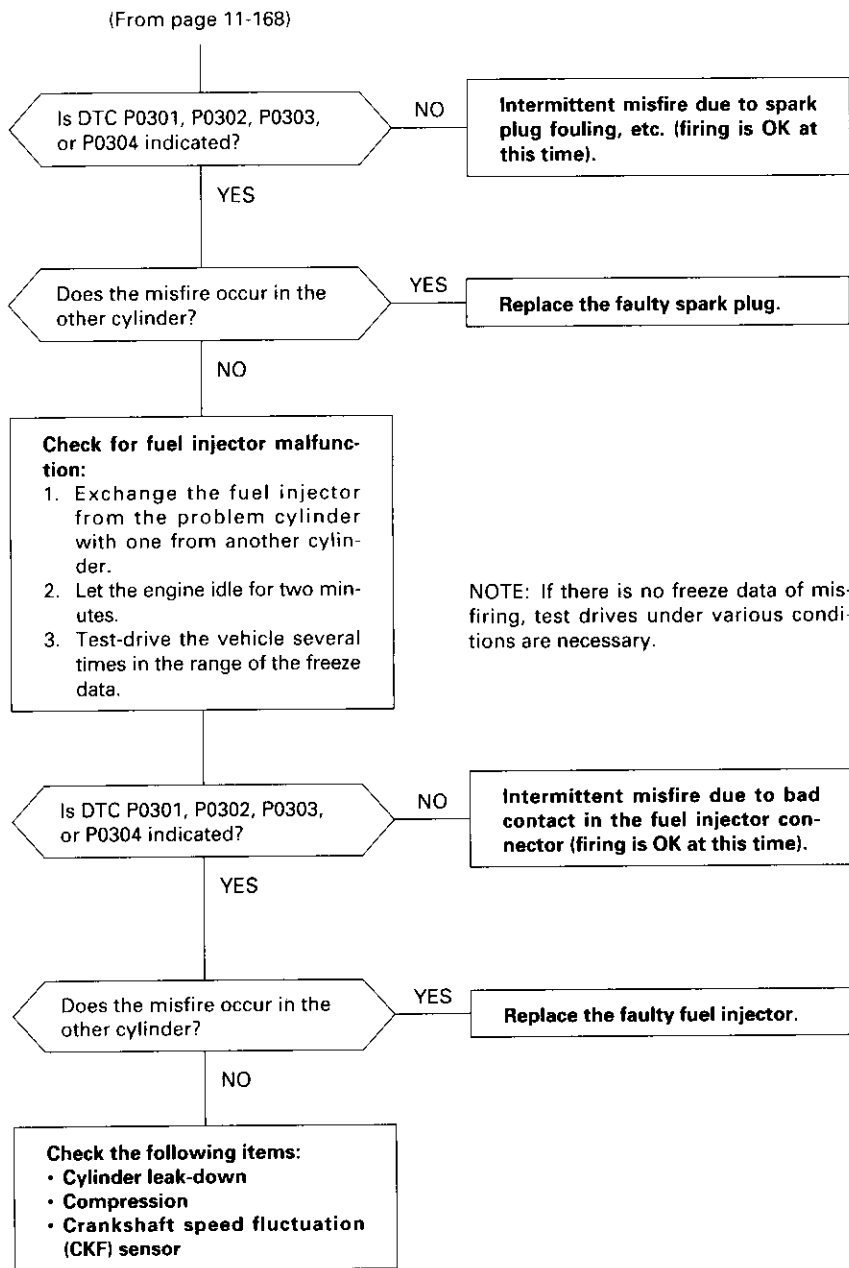 (From page 11-168)
Is DTC P0301, P0302, P0303,
or P0304 indicated?
NO
Intermittent misfire due to spark
plug fouling, etc. (firing is OK at
this time).
YES
Does the misfire occur in the
other cylinder?
YES
Replace the faulty spark plug.
NO
Check for fuel injector malfunc-
tion:
1. Exchange the fuel injector
from the problem cylinder
with one from another cylin-
der.
2. Let the engine idle for two min-
utes.
3. Test-drive the vehicle several
times in the range of the freeze
data.
NOTE: If there is no freeze data of mis-
firing, test drives under various condi-
tions are necessary.
Is DTC P0301, P0302, P0303,
or P0304 indicated?
NO
Intermittent misfire due to bad
contact in the fuel injector con-
nector (firing is OK at this time).
YES
Does the misfire occur in the
other cylinder?
YES
Replace the faulty fuel injector.
NO
Check the following items:
• Cylinder leak-down
• Compression
• Crankshaft speed fluctuation
(CKF) sensor